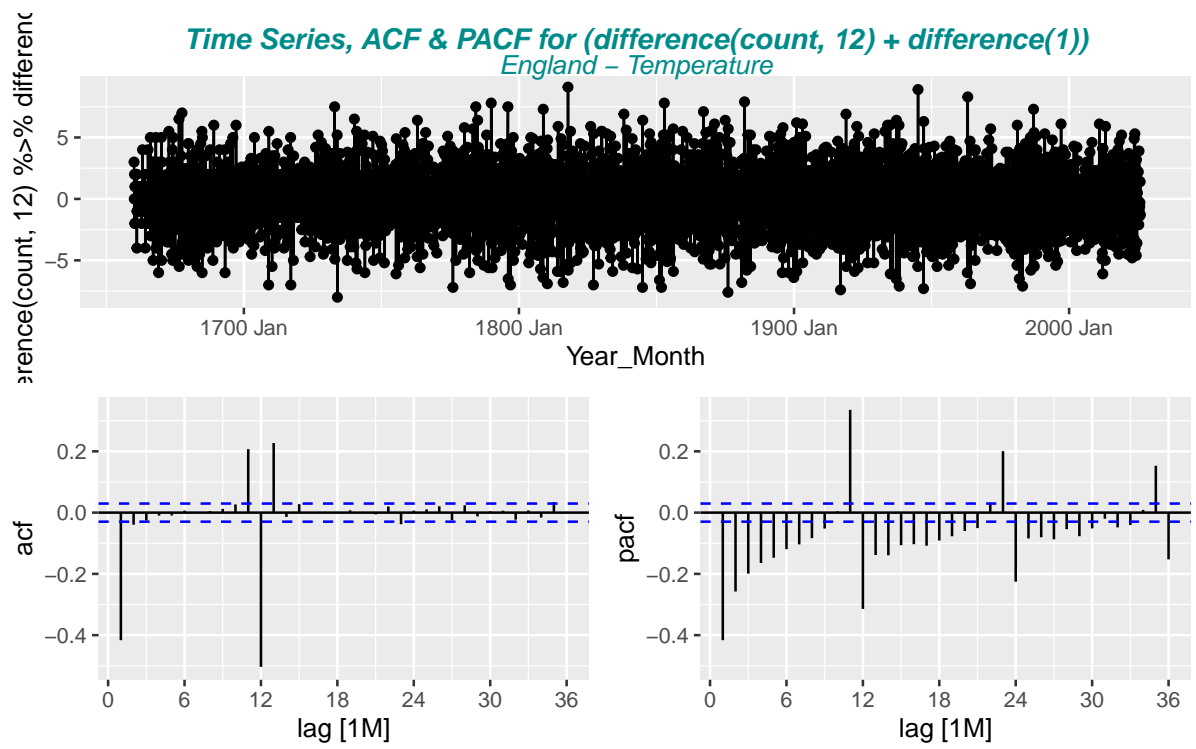 Time Series, ACF & PACF for (difference(count, 12) + difference(1))
England − Temperature
erence(count, 12) %>% differenc
5
0
−5
1700 Jan
1800 Jan
1900 Jan
2000 Jan
Year_Month
acf
0.2
0.0
−0.2
−0.4
0
6
12
18
24
30
36
lag [1M]
pacf
0.2
0.0
−0.2
−0.4
0
6
12
18
24
30
36
lag [1M]